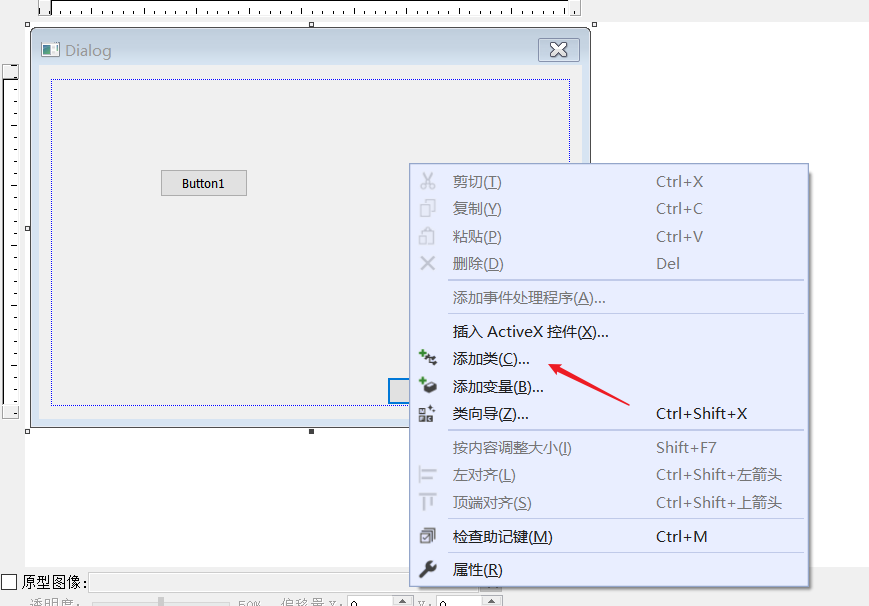 Dialog
Button1
剪切(T) Ctrl+X
复制(Y) Ctrl+C
粘贴(P) Ctrl+V
删除(D) Del
添加事件处理程序(A)...
插入 ActiveX 控件(X)...
添加类(C)...
添加变量(B)...
类向导(Z)... Ctrl+Shift+X
按内容调整大小(I) Shift+F7
左对齐(L) Ctrl+Shift+左箭头
顶端对齐(S) Ctrl+Shift+上箭头
检查助记键(M) Ctrl+M
属性(R)
原型图像:
透明度: 50% 偏移量 X: 0 Y: 0